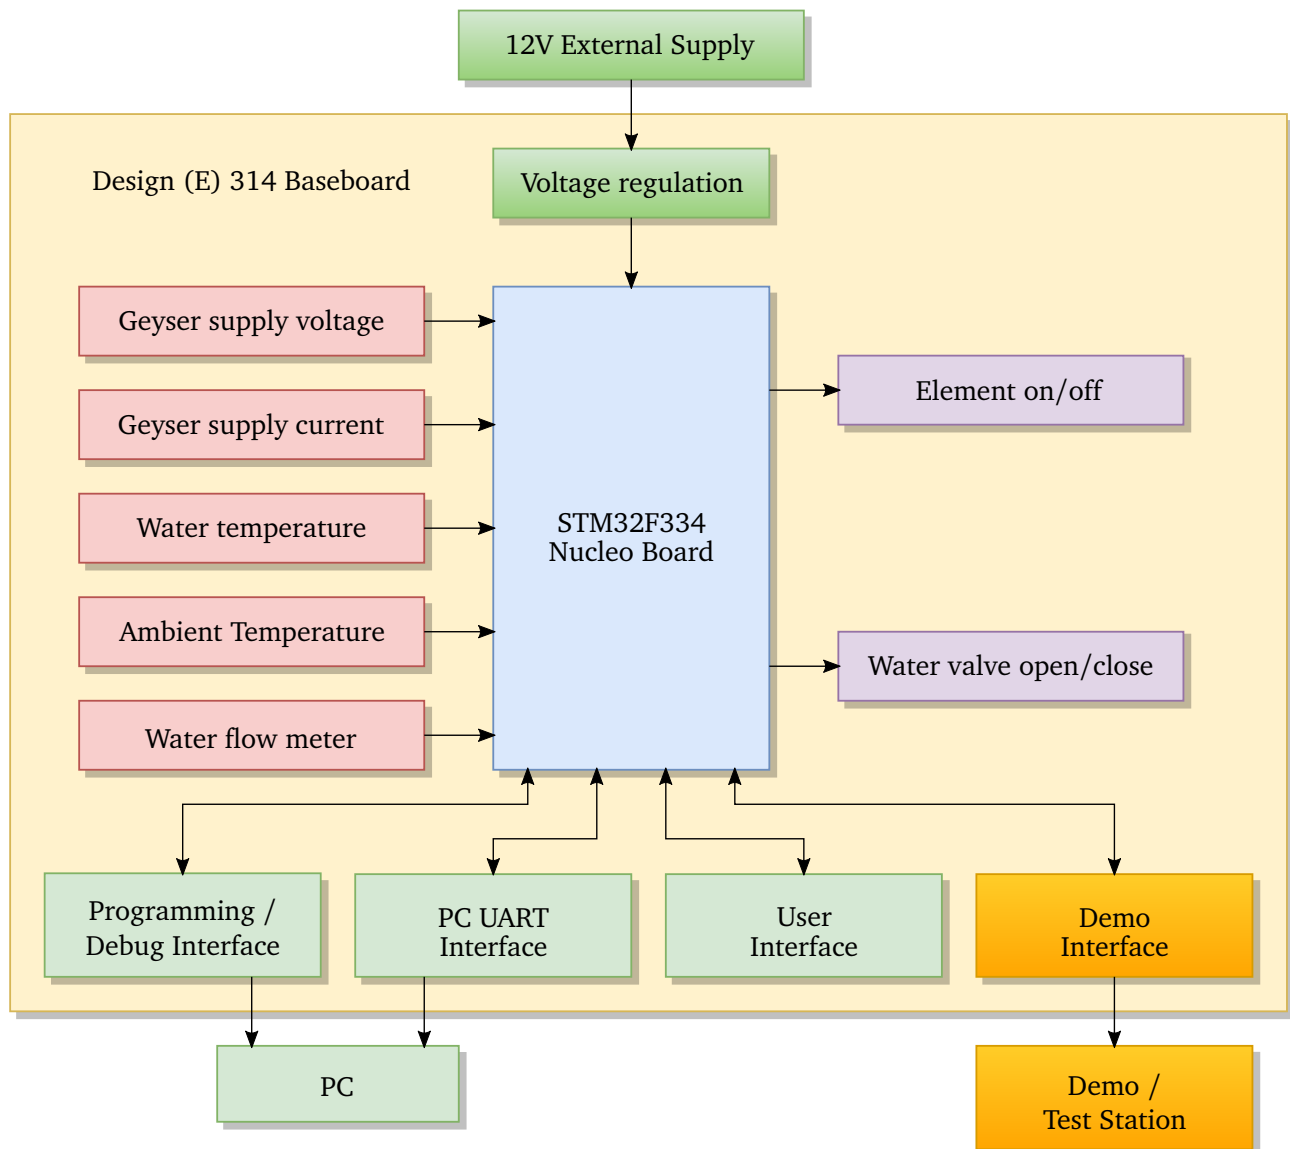 12V External Supply
Design (E) 314 Baseboard
Voltage regulation
Geyser supply voltage
Geyser supply current
Water temperature
Ambient Temperature
Water flow meter
STM32F334
Nucleo Board
Element on/off
Water valve open/close
Programming /
Debug Interface
PC UART
Interface
User
Interface
Demo
Interface
PC
Demo /
Test Station